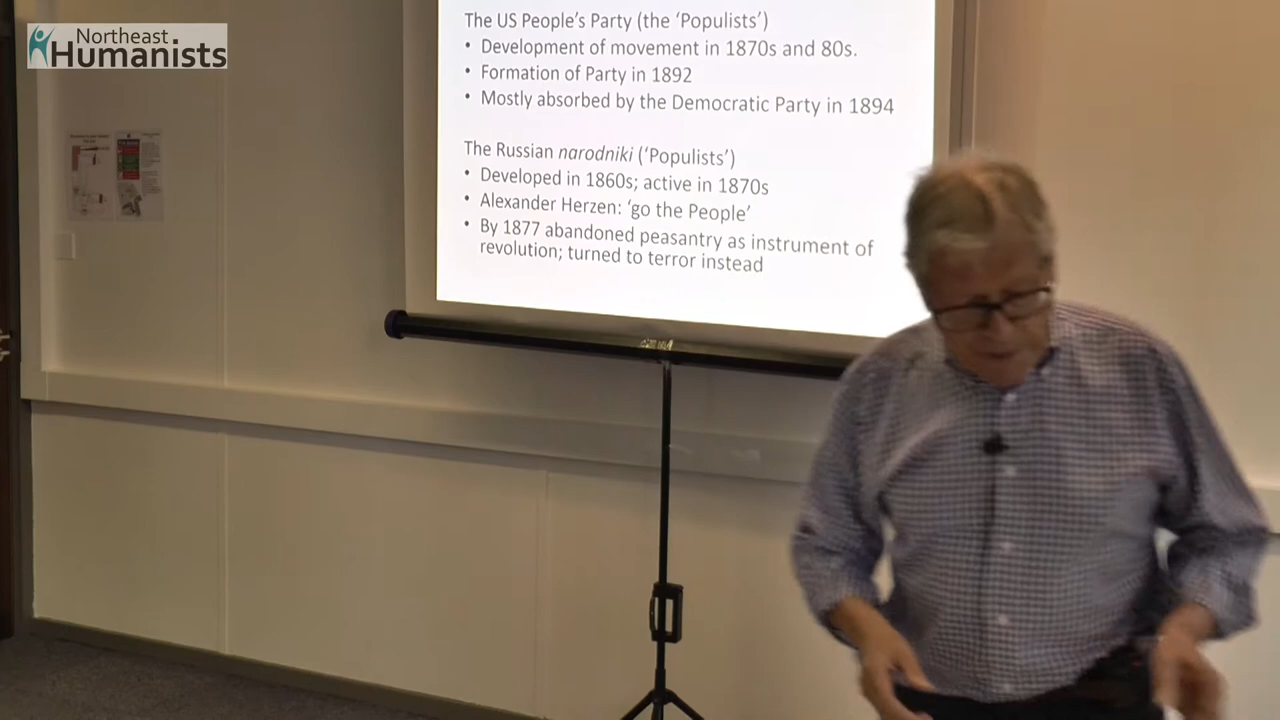 Northeast
Humanists
The US People's Party (the 'Populists')
• Development of movement in 1870s and 80s.
• Formation of Party in 1892
• Mostly absorbed by the Democratic Party in 1894
The Russian narodniki ('Populists')
• Developed in 1860s; active in 1870s
• Alexander Herzen: 'go the People'
• By 1877 abandoned peasantry as instrument of
revolution; turned to terror instead